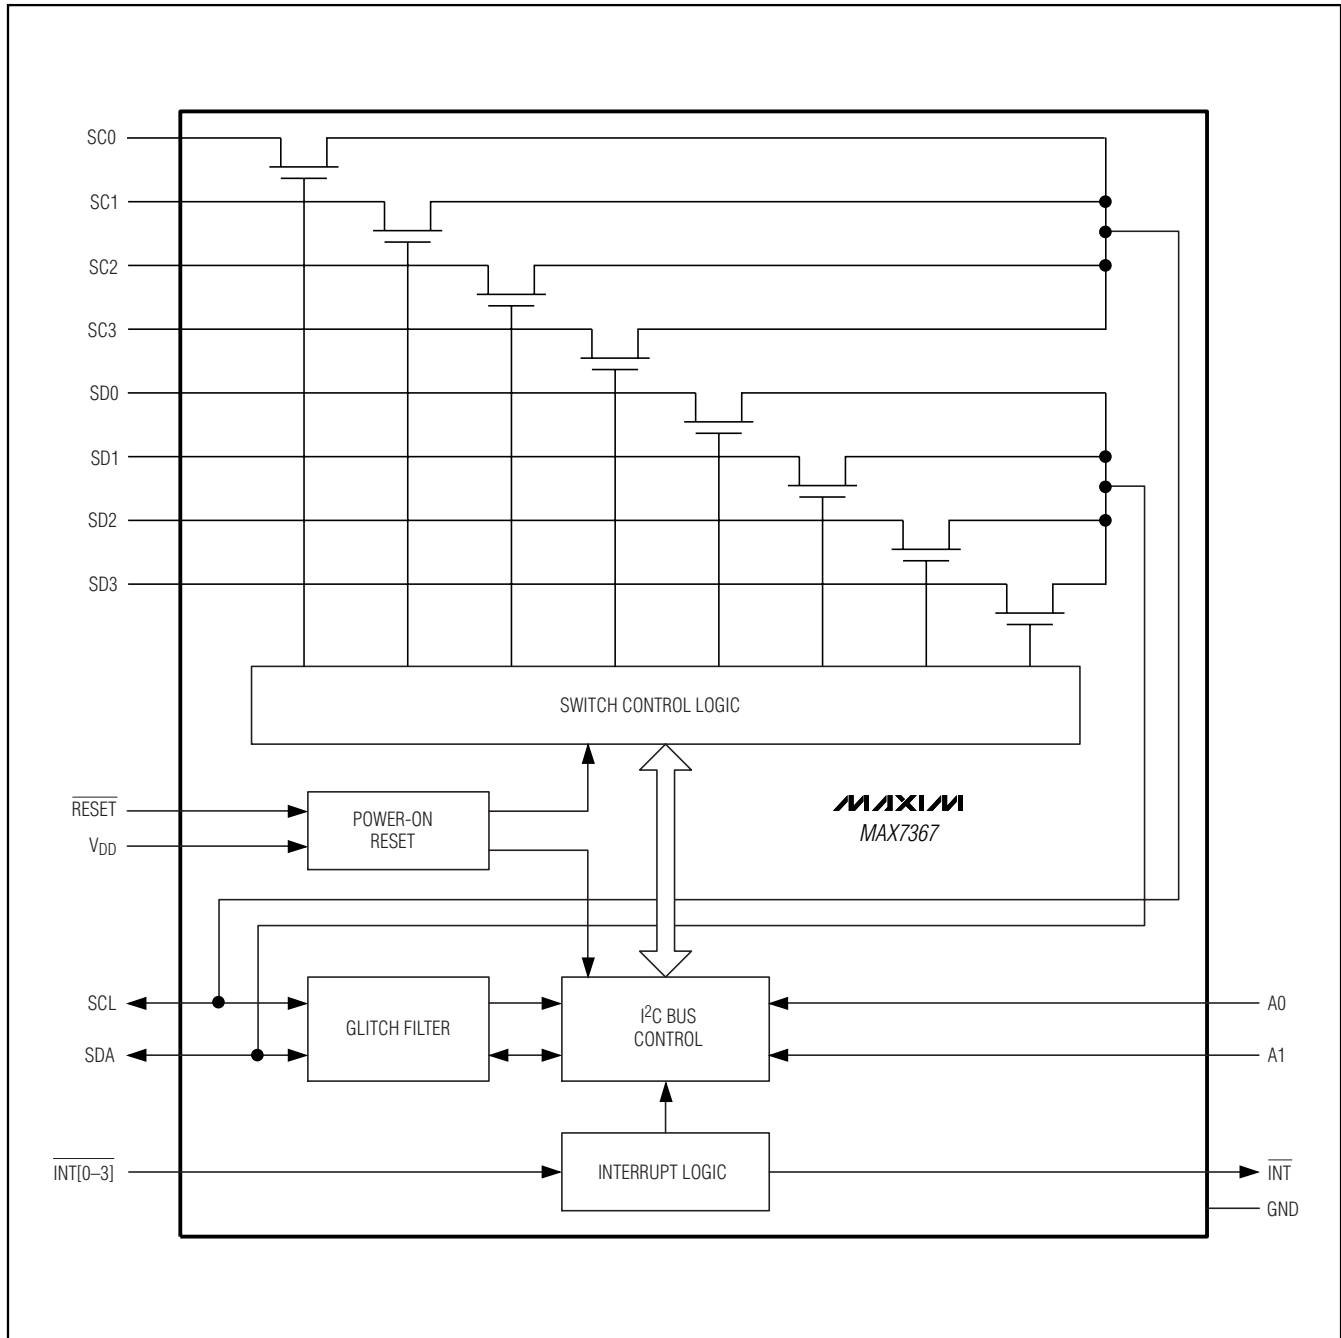 SC0
SC1
SC2
SC3
SD0
SD1
SD2
SD3
SWITCH CONTROL LOGIC
RESET
VDD
POWER-ON
RESET
MAXIM
MAX7367
SCL
SDA
GLITCH FILTER
I²C BUS
CONTROL
A0
A1
INT[0–3]
INTERRUPT LOGIC
INT
GND